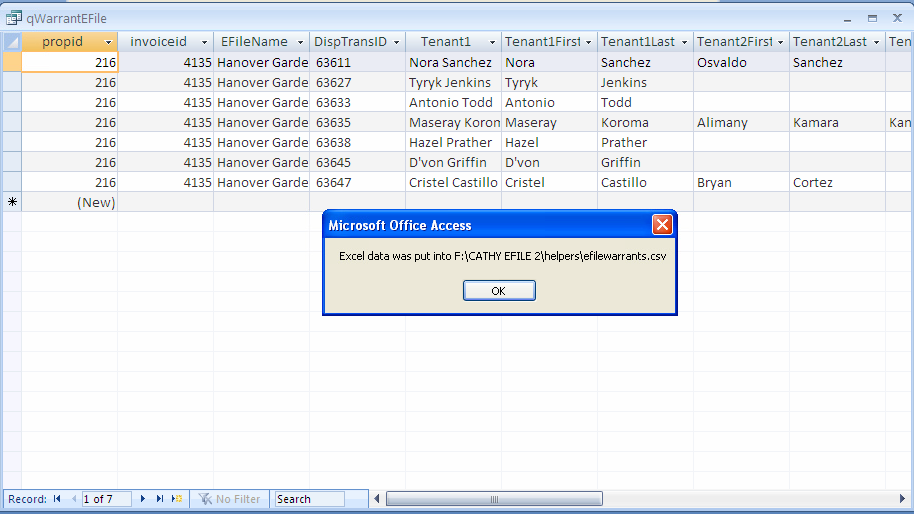 qWarrantEFile
propid invoiceid EFileName DispTransID Tenant1 Tenant1First Tenant1Last Tenant2First Tenant2Last Ten
216 4135 Hanover Garde 63611 Nora Sanchez Nora Sanchez Osvaldo Sanchez
216 4135 Hanover Garde 63627 Tyryk Jenkins Tyryk Jenkins
216 4135 Hanover Garde 63633 Antonio Todd Antonio Todd
216 4135 Hanover Garde 63635 Maseray Korom Maseray Koroma Alimany Kamara Kan
216 4135 Hanover Garde 63638 Hazel Prather Hazel Prather
216 4135 Hanover Garde 63645 D'von Griffin D'von Griffin
216 4135 Hanover Garde 63647 Cristel Castillo Cristel Castillo Bryan Cortez
(New)
Microsoft Office Access
Excel data was put into F:\CATHY EFILE 2\helpers\efilewarrants.csv
OK
Record: 1 of 7 No Filter Search